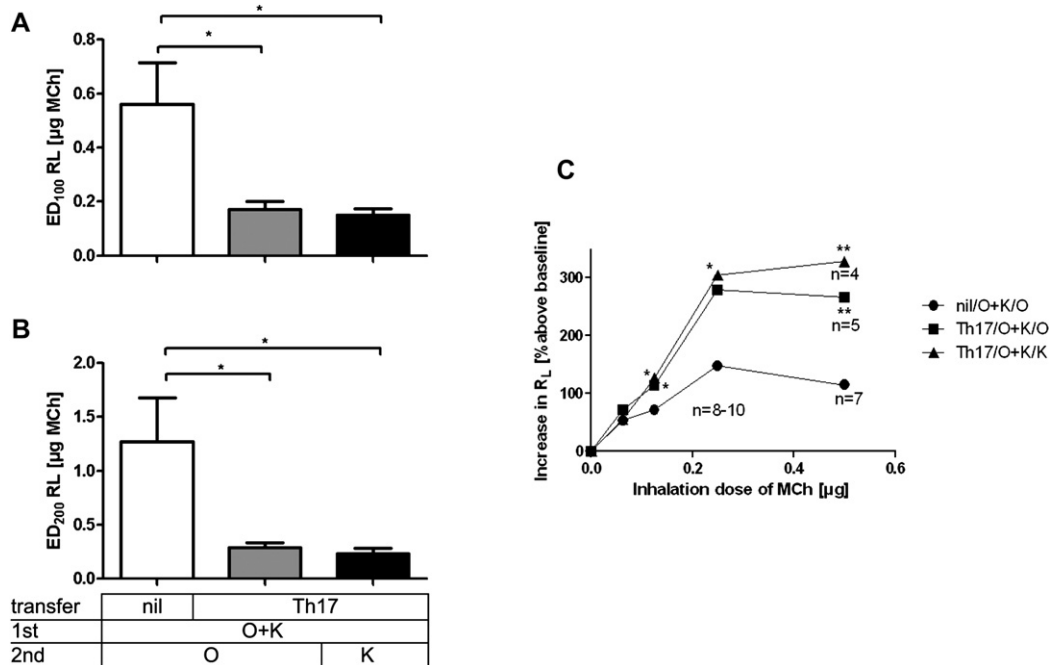 A
*
*
0.8
0.6
0.4
0.2
0.0
ED100 RL [µg MCh]
B
*
*
2.0
1.5
1.0
0.5
0.0
ED200 RL [µg MCh]
transfer nil Th17
1st O+K
2nd O K
C
Increase in RL [% above baseline]
300
200
100
0
0.0 0.2 0.4 0.6
Inhalation dose of MCh [µg]
*
*
*
**
n=4
**
n=5
n=7
n=8-10
nil/O+K/O
Th17/O+K/O
Th17/O+K/K